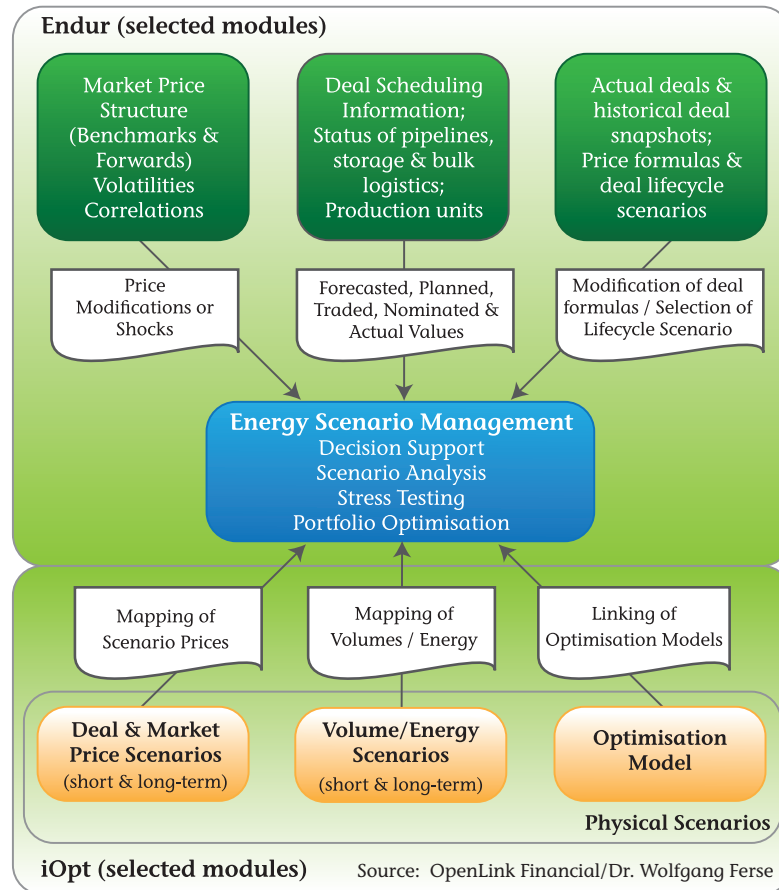 Endur (selected modules)
Market Price
Structure
(Benchmarks &
Forwards)
Volatilities
Correlations
Deal Scheduling
Information;
Status of pipelines,
storage & bulk
logistics;
Production units
Actual deals &
historical deal
snapshots;
Price formulas &
deal lifecycle
scenarios
Price
Modifications or
Shocks
Forecasted, Planned,
Traded, Nominated &
Actual Values
Modification of deal
formulas / Selection of
Lifecycle Scenario
Energy Scenario Management
Decision Support
Scenario Analysis
Stress Testing
Portfolio Optimisation
Mapping of
Scenario Prices
Mapping of
Volumes / Energy
Linking of
Optimisation Models
Deal & Market
Price Scenarios
(short & long-term)
Volume/Energy
Scenarios
(short & long-term)
Optimisation
Model
Physical Scenarios
iOpt (selected modules)
Source: OpenLink Financial/Dr. Wolfgang Ferse